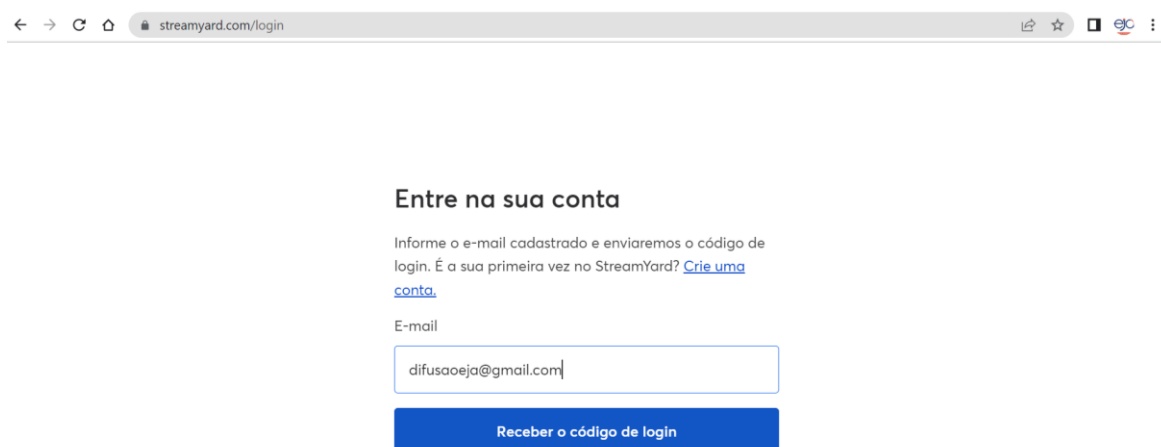 streamyard.com/login
ejc
Entre na sua conta
Informe o e-mail cadastrado e enviaremos o código de
login. É a sua primeira vez no StreamYard? Crie uma
conta.
E-mail
difusaoeja@gmail.com
Receber o código de login